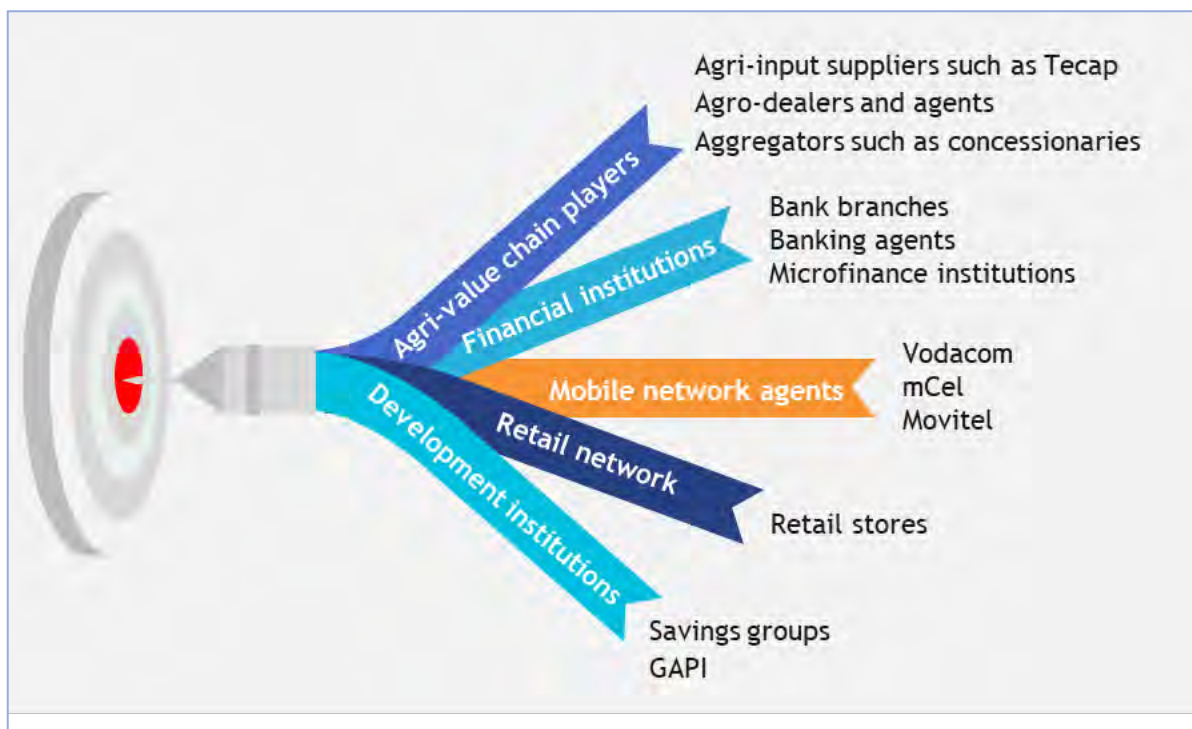 Agri-input suppliers such as Tecap
Agro-dealers and agents
Aggregators such as concessionaries
Agri-value chain players
Bank branches
Banking agents
Microfinance institutions
Financial institutions
Vodacom
mCel
Movitel
Mobile network agents
Retail network
Retail stores
Development institutions
Savings groups
GAPI